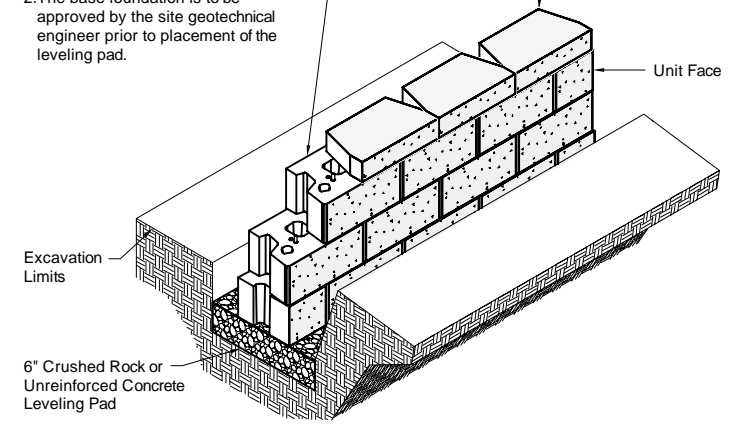 2.The base foundation is to be
approved by the site geotechnical
engineer prior to placement of the
leveling pad.
Unit Face
Excavation
Limits
6" Crushed Rock or
Unreinforced Concrete
Leveling Pad